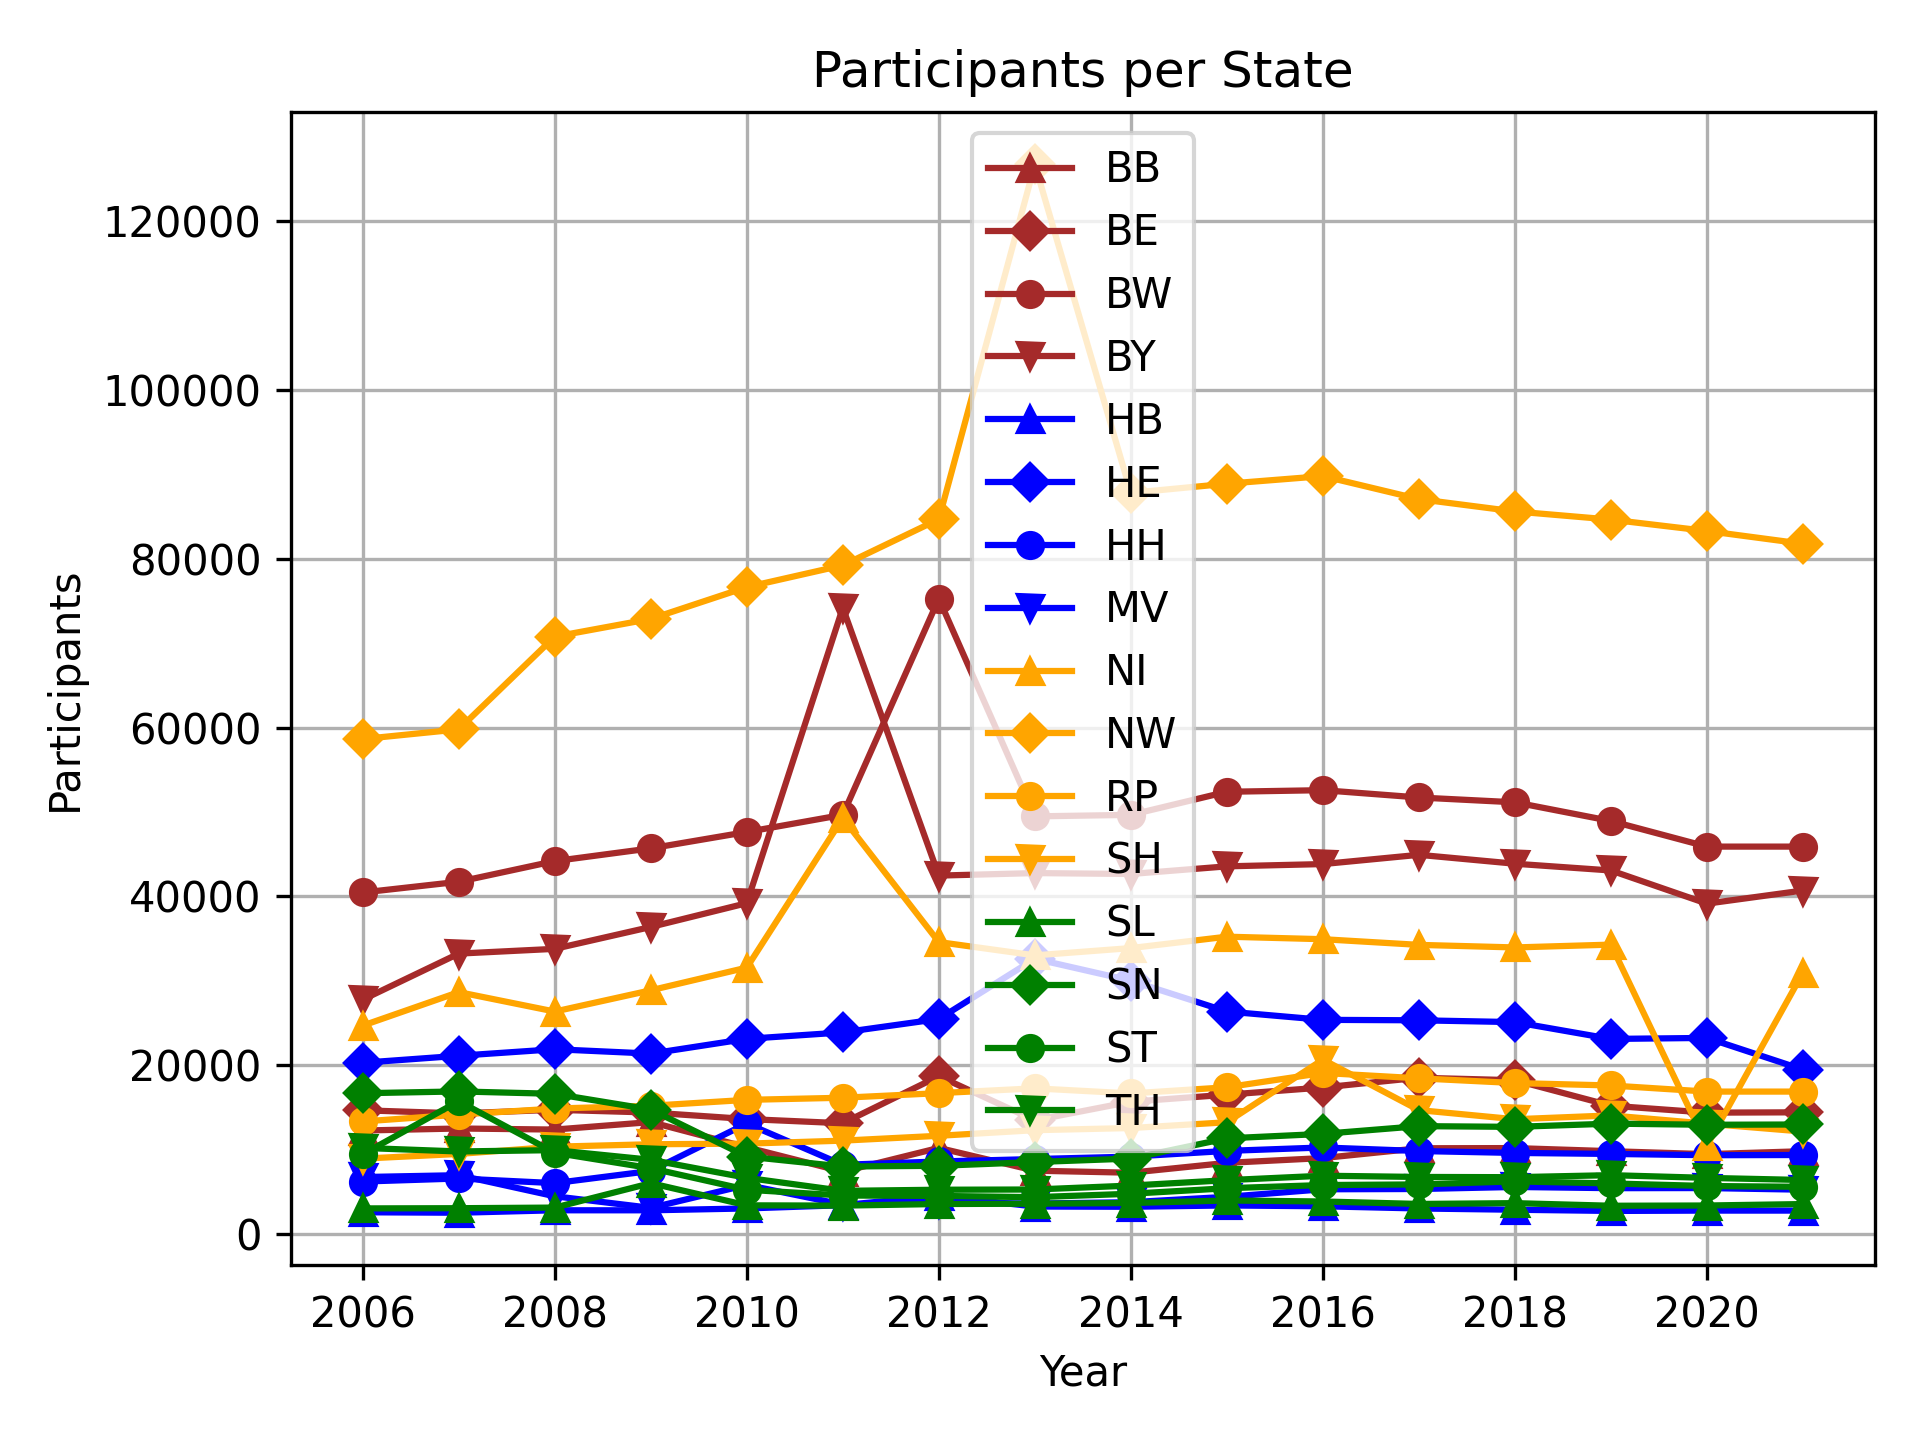 Participants per State
Participants
120000
100000
80000
60000
40000
20000
0
BB
BE
BW
BY
HB
HE
HH
MV
NI
NW
RP
SH
SL
SN
ST
TH
2006 2008 2010 2012 2014 2016 2018 2020
Year